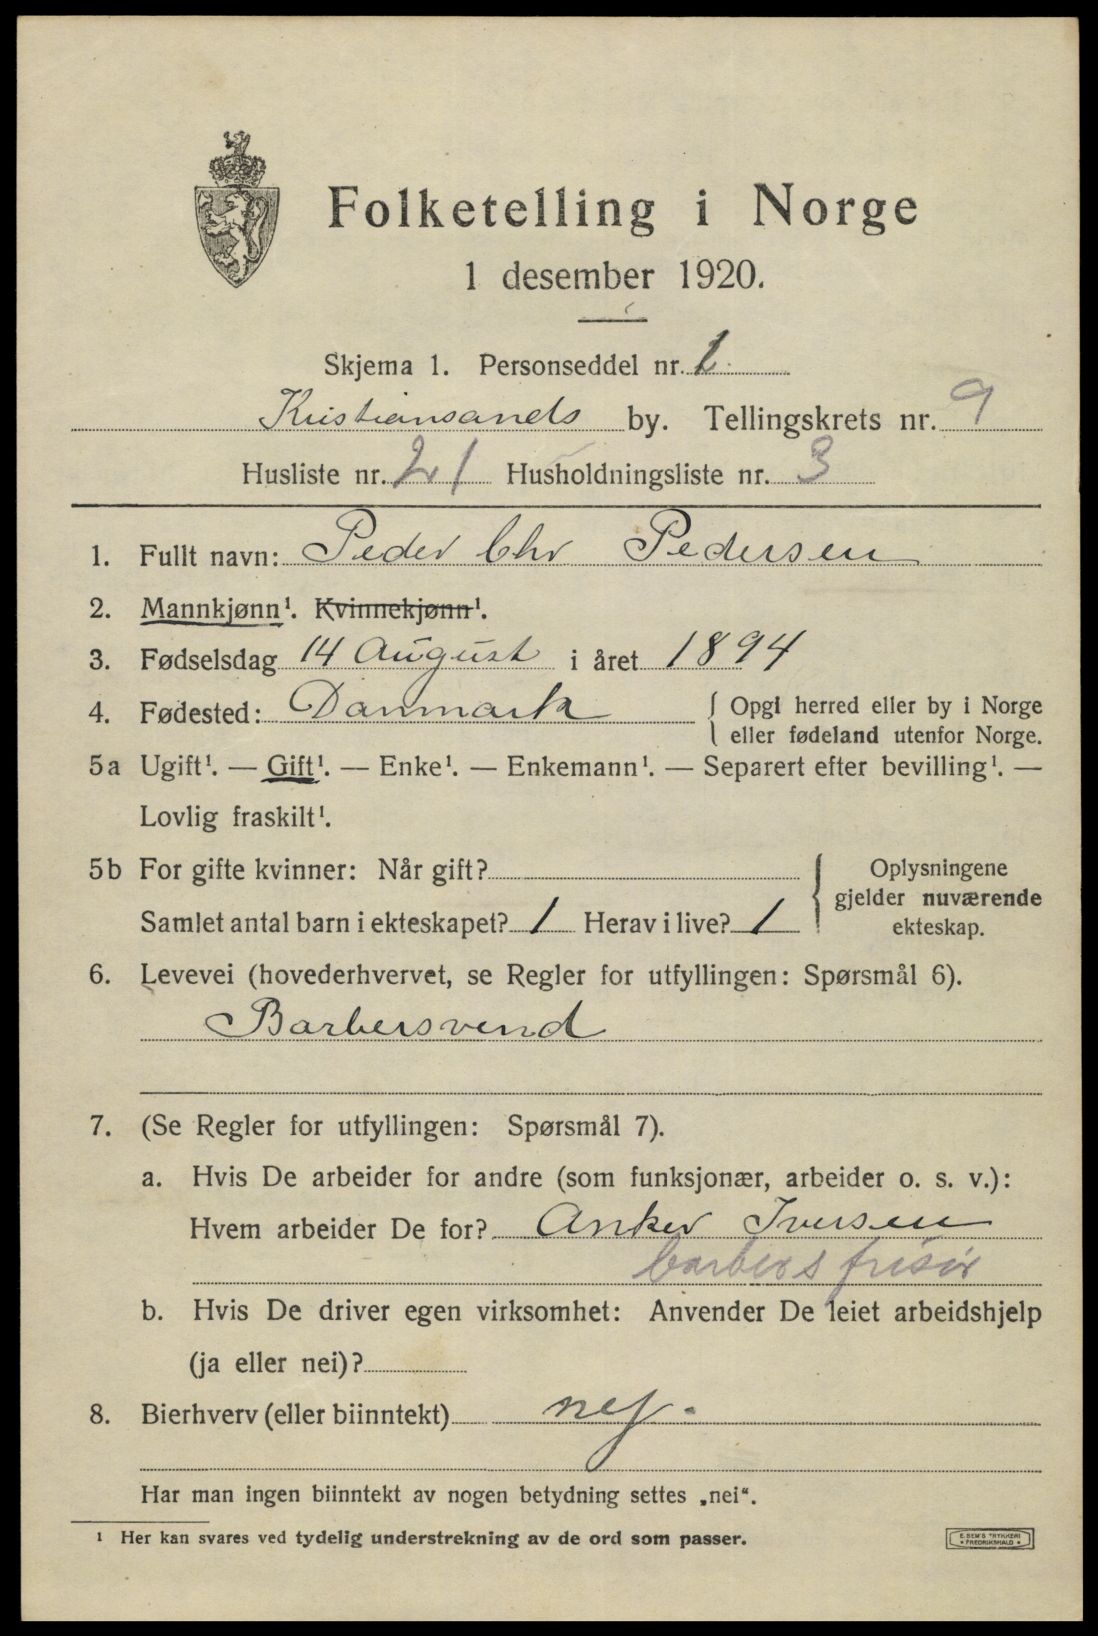 Folketelling i Norge
1 desember 1920.
Skjema 1. Personseddel nr. 1
Kristiansands by. Tellingskrets nr. 9
Husliste nr. 21 Husholdningsliste nr. 3
1. Fullt navn: Peder Chr Pedersen
2. Mannkjønn¹. Kvinnekjønn¹.
3. Fødselsdag 14 August i året 1894
4. Fødested: Danmark { Opgi herred eller by i Norge
eller fødeland utenfor Norge.
5a Ugift¹. — Gift¹. — Enke¹. — Enkemann¹. — Separert efter bevilling¹. —
Lovlig fraskilt¹.
5b For gifte kvinner: Når gift?
Samlet antal barn i ekteskapet? 1 Herav i live? 1
{ Oplysningene
gjelder nuværende
ekteskap.
6. Levevei (hovederhvervet, se Regler for utfyllingen: Spørsmål 6).
Barbersvend
7. (Se Regler for utfyllingen: Spørsmål 7).
a. Hvis De arbeider for andre (som funksjonær, arbeider o. s. v.):
Hvem arbeider De for? Anker Iversen
barbers frisør
b. Hvis De driver egen virksomhet: Anvender De leiet arbeidshjelp
(ja eller nei)?
8. Bierhverv (eller biinntekt) nej.
Har man ingen biinntekt av nogen betydning settes „nei“.
¹ Her kan svares ved tydelig understrekning av de ord som passer.
E. SEM'S TRYKKERI
• FREDRIKSHALD •